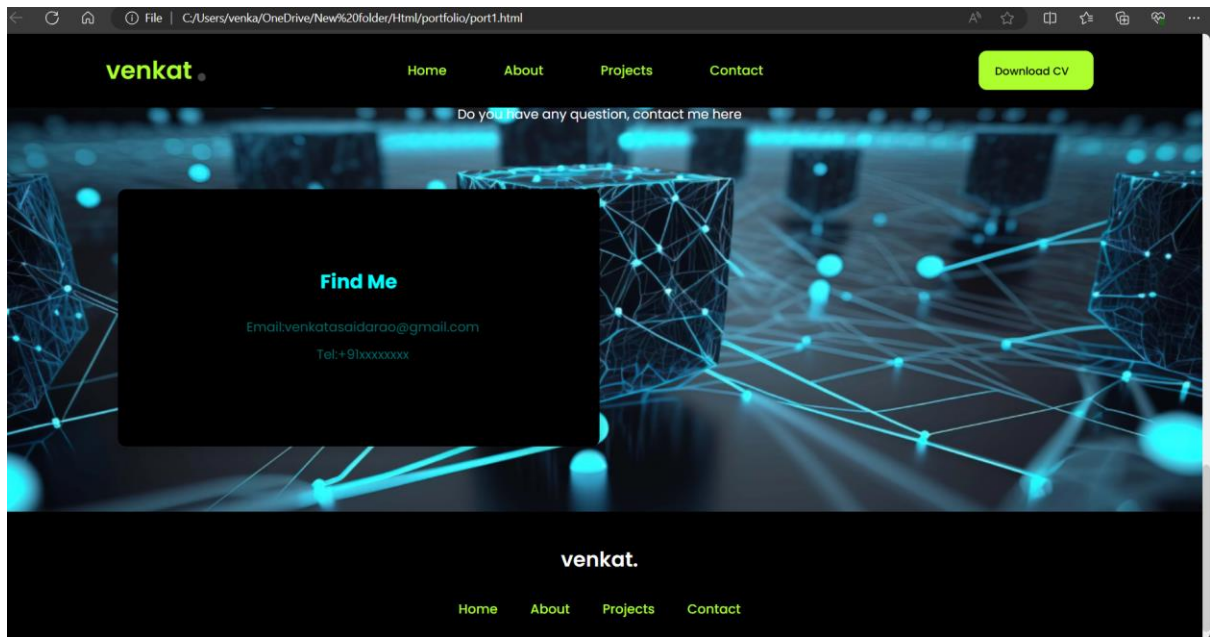 File | C:/Users/venka/OneDrive/New%20folder/Html/portfolio/port1.html
venkat. Home About Projects Contact Download CV
Do you have any question, contact me here
Find Me
Email:venkatasaidarao@gmail.com
Tel:+91xxxxxxxx
venkat.
Home About Projects Contact